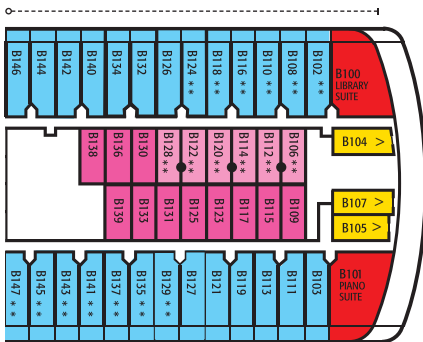 B146
B144
B142
B140
B134
B132
B126
B124 **
B118 **
B116 **
B110 **
B108 **
B102 **
B100
LIBRARY
SUITE
B138
B136
B130
B128 **
B122 **
B120 **
B114 **
B112 **
B106 **
B104 >
B139
B133
B131
B125
B123
B117
B115
B109
B107 >
B105 >
B147 **
B145 **
B143 **
B141 **
B137 **
B135 **
B129 **
B127
B121
B119
B113
B111
B103
B101
PIANO
SUITE